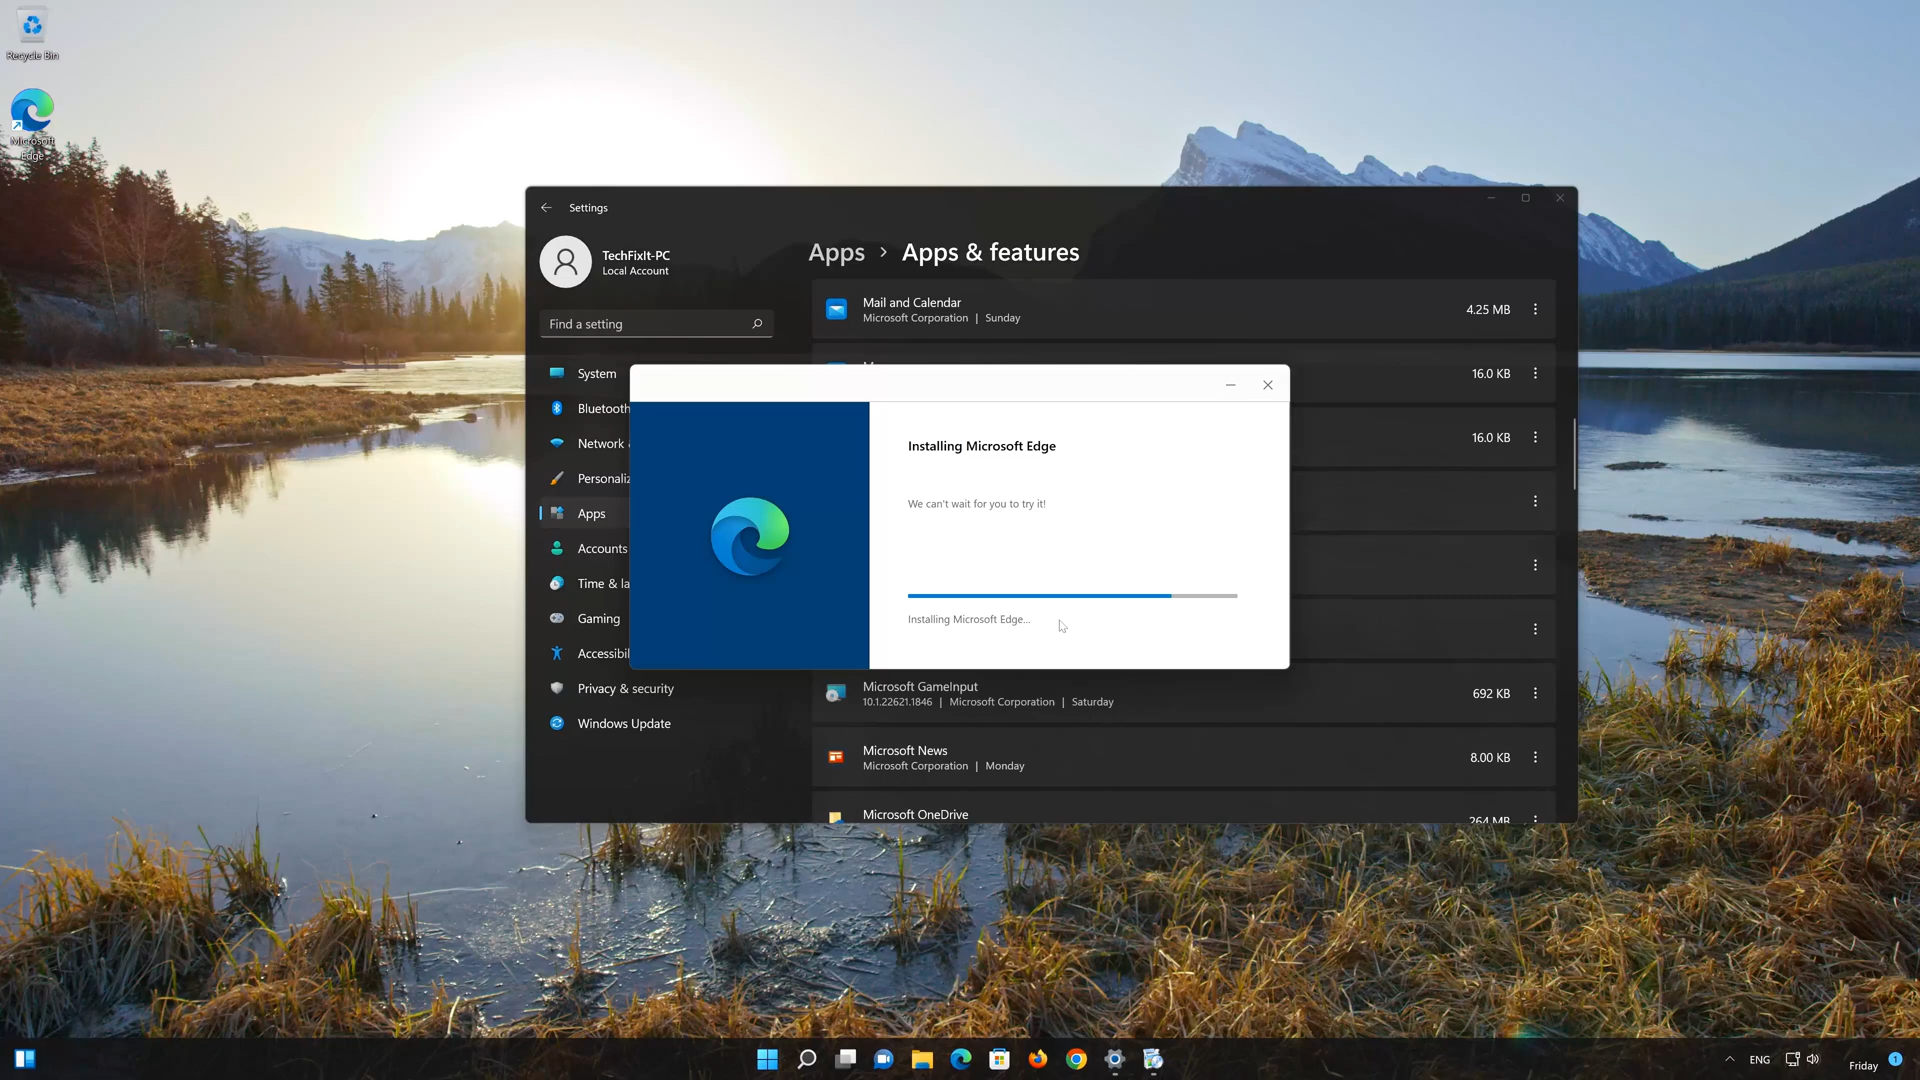 Recycle Bin
Microsoft
Edge
Settings
TechFixIt-PC
Local Account
Find a setting
System
Bluetooth
Network
Personaliz
Apps
Accounts
Time & la
Gaming
Accessibil
Privacy & security
Windows Update
Apps › Apps & features
Mail and Calendar
Microsoft Corporation | Sunday
4.25 MB
16.0 KB
16.0 KB
Installing Microsoft Edge
We can't wait for you to try it!
Installing Microsoft Edge...
Microsoft GameInput
10.1.22621.1846 | Microsoft Corporation | Saturday
692 KB
Microsoft News
Microsoft Corporation | Monday
8.00 KB
Microsoft OneDrive
264 MB
ENG
Friday
1